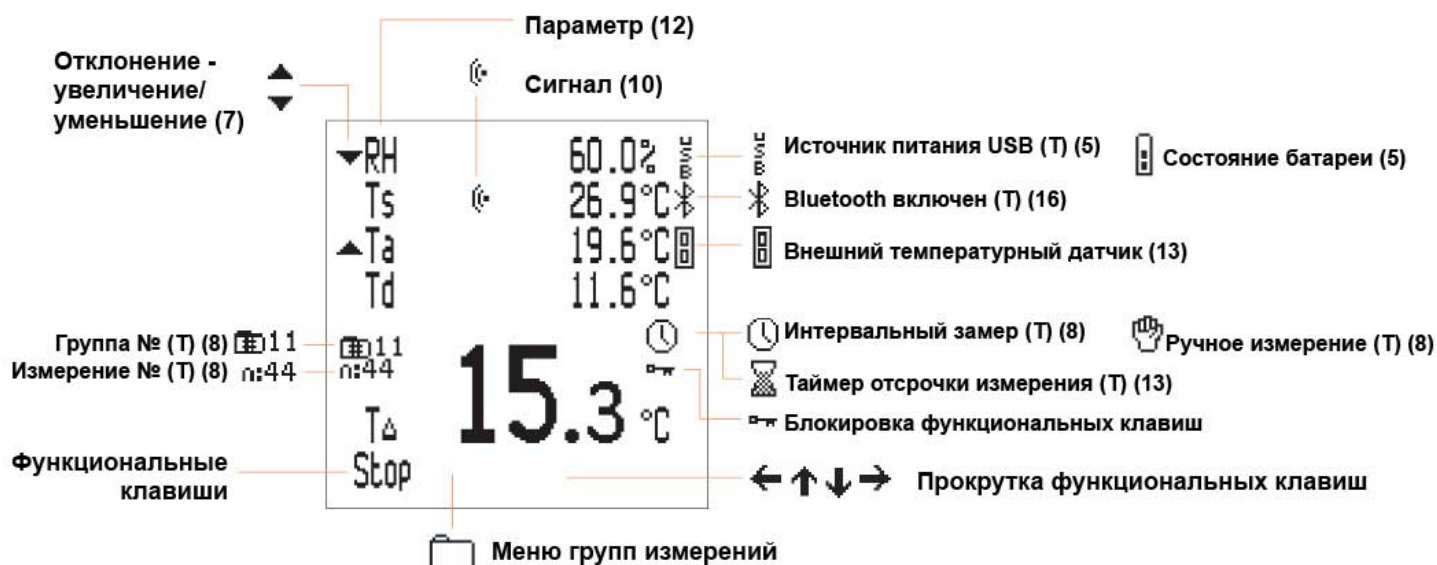 Параметр (12)
Отклонение -
увеличение/
уменьшение (7)
Сигнал (10)
RH 60.0% USB
Ts 26.9°C
Ta 19.6°C
Td 11.6°C
USB Источник питания USB (Т) (5)
Состояние батареи (5)
Bluetooth включен (Т) (16)
Внешний температурный датчик (13)
Группа № (Т) (8) 11
Измерение № (Т) (8) n:44
11
n:44
15.3 °C
T△
Stop
Интервальный замер (Т) (8)
Ручное измерение (Т) (8)
Таймер отсрочки измерения (Т) (13)
Блокировка функциональных клавиш
Функциональные
клавиши
Прокрутка функциональных клавиш
Меню групп измерений